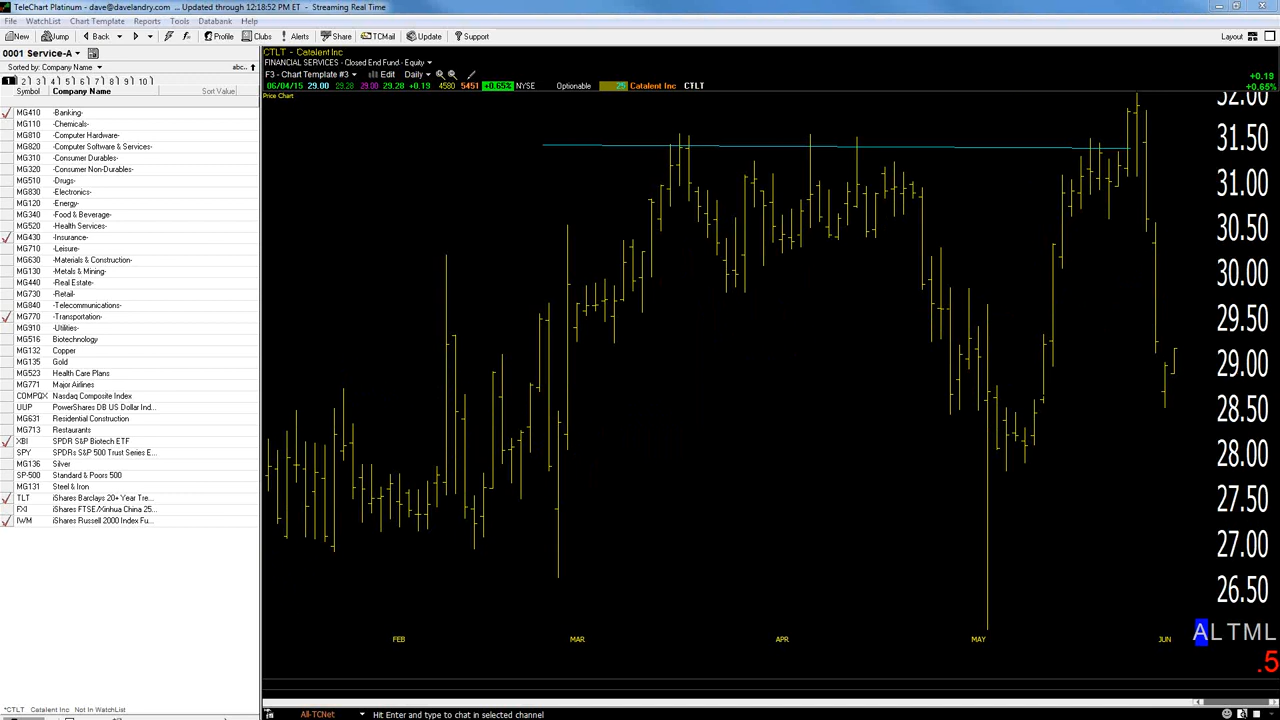 TeleChart Platinum - dave@davelandry.com - Updated through 12:18:52 PM ET - Streaming Real Time
File WatchList Chart Template Reports Tools Databank Help
New Jump Back Profile Clubs Alerts Share TCMail Update Support Layout
0001 Service-A
Sorted by: Company Name abc..
1 2 3 4 5 6 7 8 9 10
Symbol Company Name Sort Value
MG410 -Banking-
MG110 -Chemicals-
MG810 -Computer Hardware-
MG820 -Computer Software & Services-
MG310 -Consumer Durables-
MG320 -Consumer Non-Durables-
MG510 -Drugs-
MG830 -Electronics-
MG120 -Energy-
MG340 -Food & Beverage-
MG520 -Health Services-
MG430 -Insurance-
MG710 -Leisure-
MG630 -Materials & Construction-
MG130 -Metals & Mining-
MG440 -Real Estate-
MG730 -Retail-
MG840 -Telecommunications-
MG770 -Transportation-
MG910 -Utilities-
MG516 Biotechnology
MG132 Copper
MG135 Gold
MG523 Health Care Plans
MG771 Major Airlines
COMPQX Nasdaq Composite Index
UUP PowerShares DB US Dollar Ind...
MG631 Residential Construction
MG713 Restaurants
XBI SPDR S&P Biotech ETF
SPY SPDRs S&P 500 Trust Series E...
MG136 Silver
SP-500 Standard & Poors 500
MG131 Steel & Iron
TLT iShares Barclays 20+ Year Tre...
FXI iShares FTSE/Xinhua China 25...
IWM iShares Russell 2000 Index Fu...
*CTLT Catalent Inc Not In WatchList
CTLT - Catalent Inc
FINANCIAL SERVICES - Closed End Fund - Equity
F3 - Chart Template #3 Edit Daily
+0.19
06/04/15 29.00 29.28 29.00 29.28 +0.19 4580 5451 +0.65% NYSE Optionable 25 Catalent Inc CTLT +0.65%
Price Chart
32.00
31.50
31.00
30.50
30.00
29.50
29.00
28.50
28.00
27.50
27.00
26.50
ALTML
FEB MAR APR MAY JUN
.5
All-TCNet Hit Enter and type to chat in selected channel